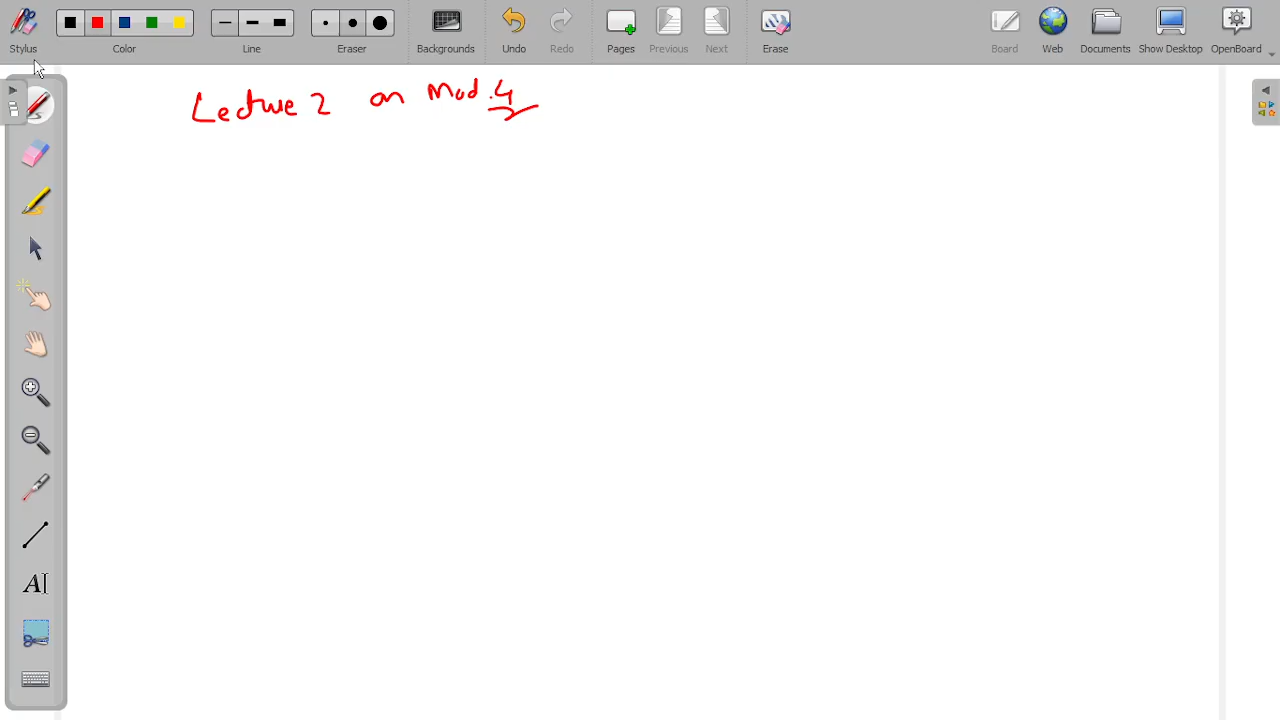 Stylus Color Line Eraser Backgrounds Undo Redo Pages Previous Next Erase Board Web Documents Show Desktop OpenBoard
Lecture 2 on Mod. 4
A